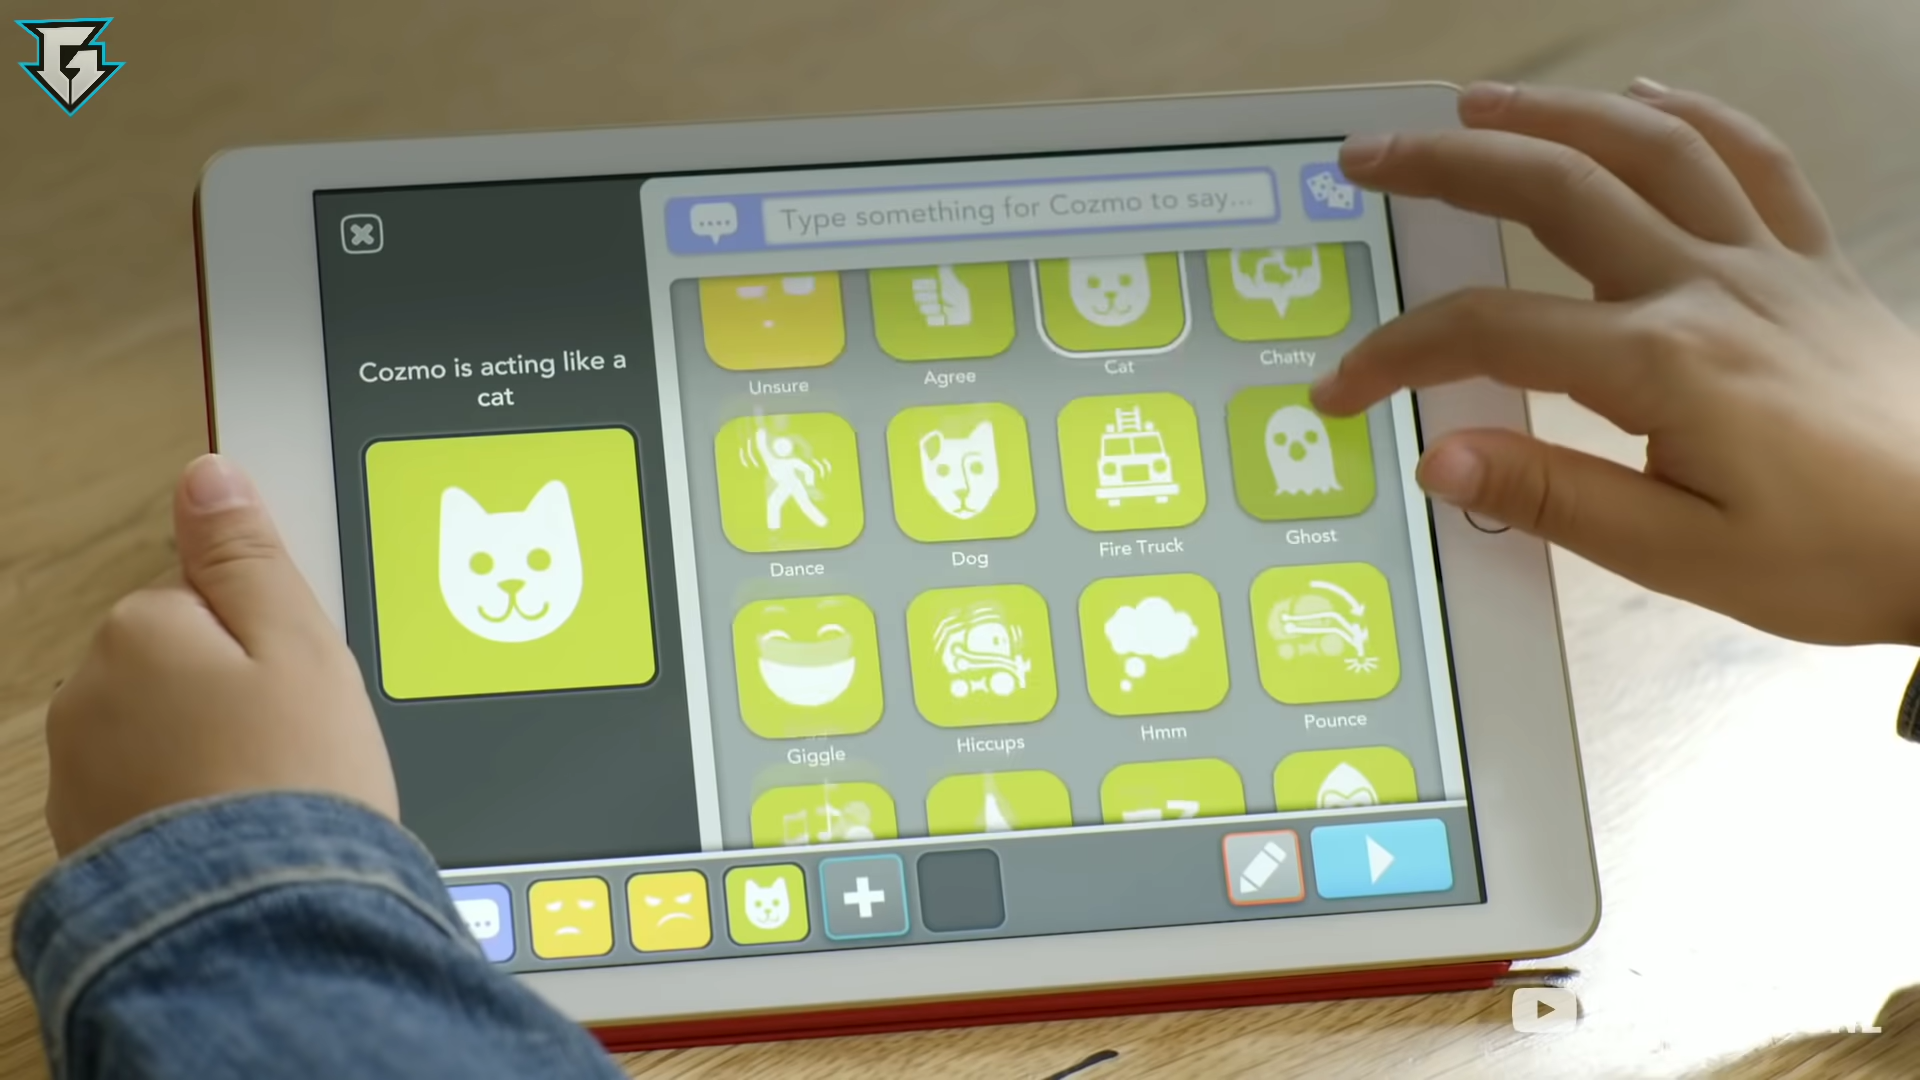 Type something for Cozmo to say...
Cozmo is acting like a
cat
Unsure
Agree
Cat
Chatty
Dance
Dog
Fire Truck
Ghost
Giggle
Hiccups
Hmm
Pounce